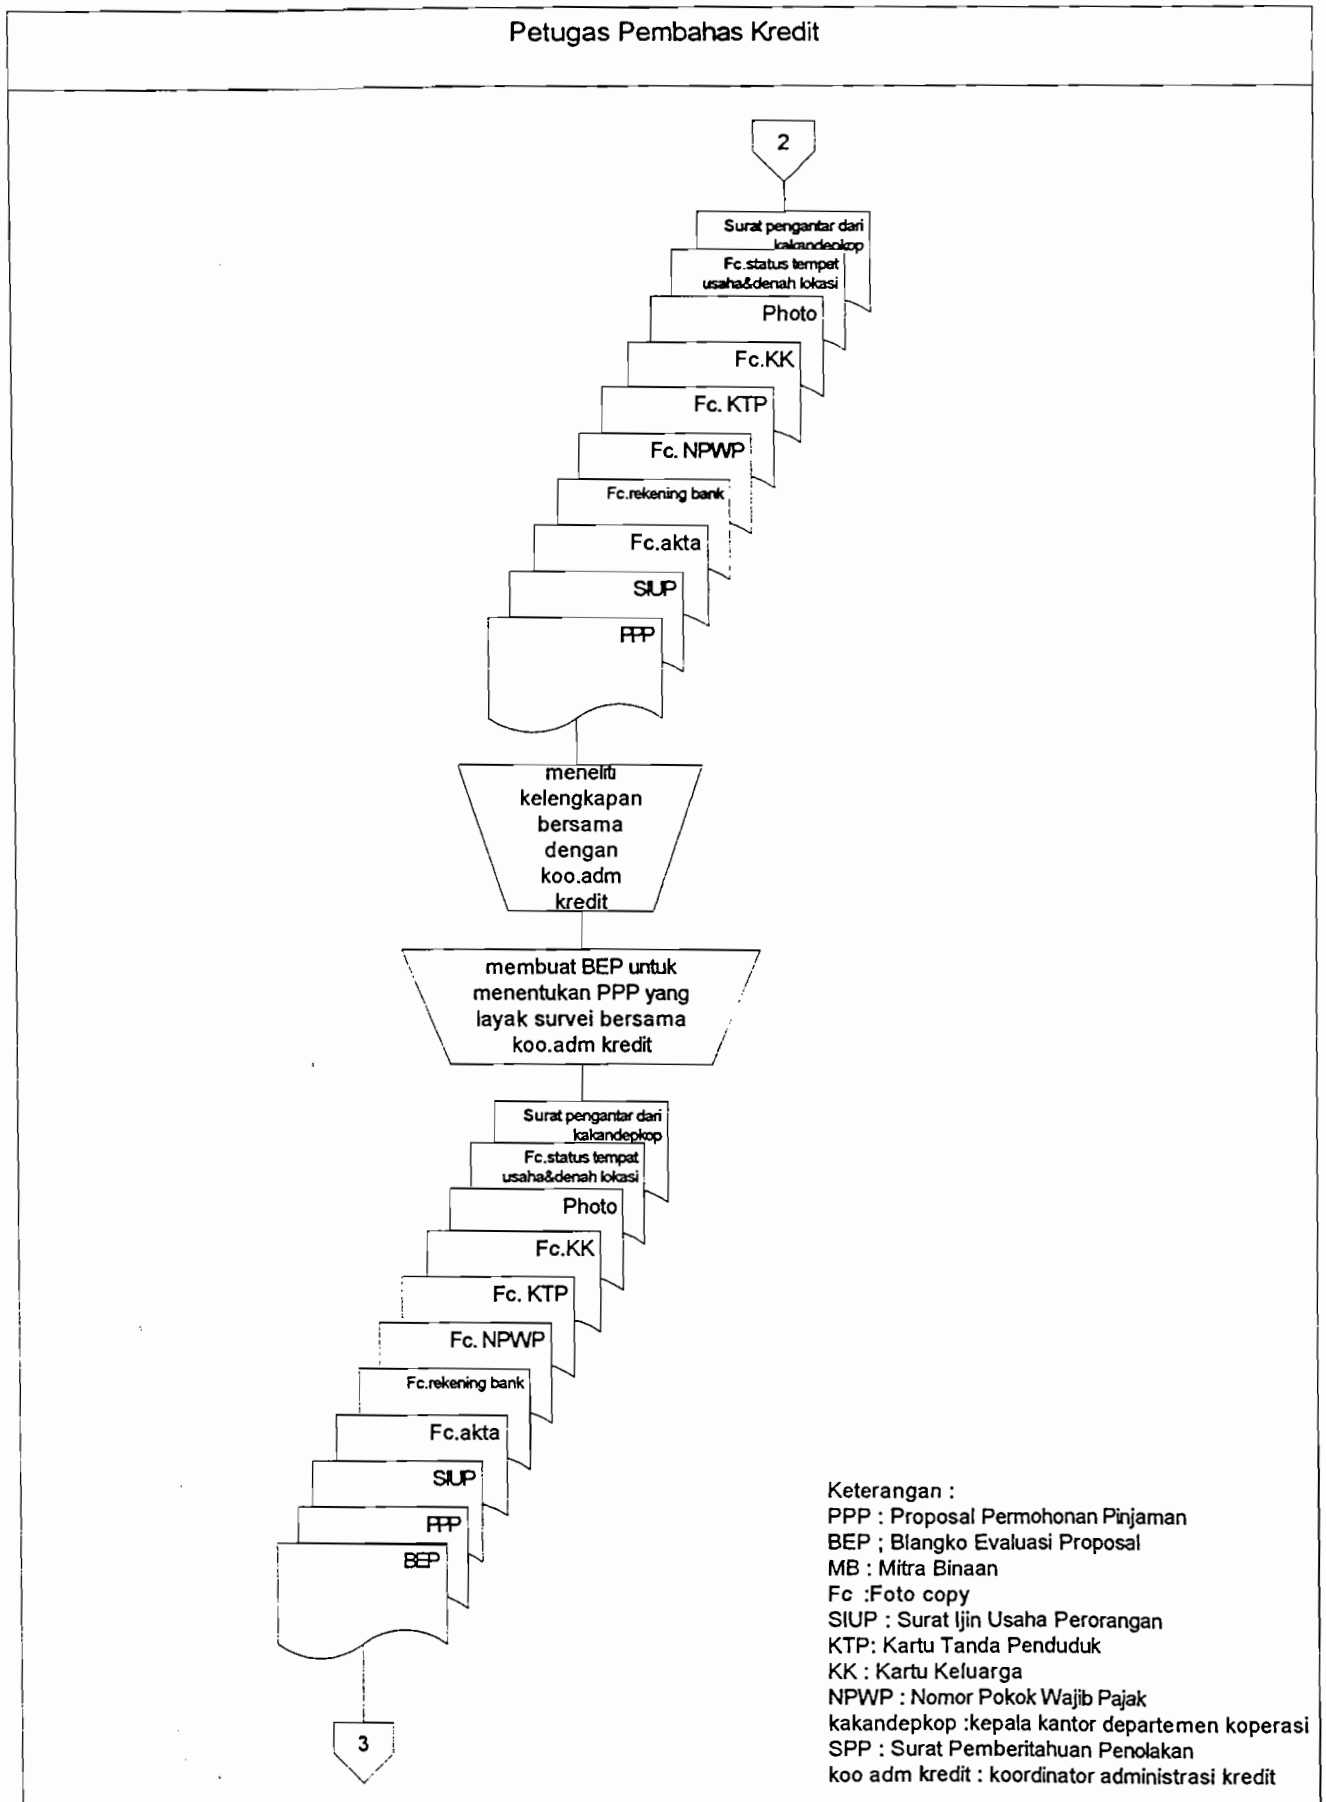 Petugas Pembahas Kredit
2
Surat pengantar dari
kakandepkop
Fc.status tempat
usaha&denah lokasi
Photo
Fc.KK
Fc. KTP
Fc. NPWP
Fc.rekening bank
Fc.akta
SIUP
PPP
meneliti
kelengkapan
bersama
dengan
koo.adm
kredit
membuat BEP untuk
menentukan PPP yang
layak survei bersama
koo.adm kredit
Surat pengantar dari
kakandepkop
Fc.status tempat
usaha&denah lokasi
Photo
Fc.KK
Fc. KTP
Fc. NPWP
Fc.rekening bank
Fc.akta
SIUP
PPP
BEP
3
Keterangan :
PPP : Proposal Permohonan Pinjaman
BEP ; Blangko Evaluasi Proposal
MB : Mitra Binaan
Fc :Foto copy
SIUP : Surat Ijin Usaha Perorangan
KTP: Kartu Tanda Penduduk
KK : Kartu Keluarga
NPWP : Nomor Pokok Wajib Pajak
kakandepkop :kepala kantor departemen koperasi
SPP : Surat Pemberitahuan Penolakan
koo adm kredit : koordinator administrasi kredit